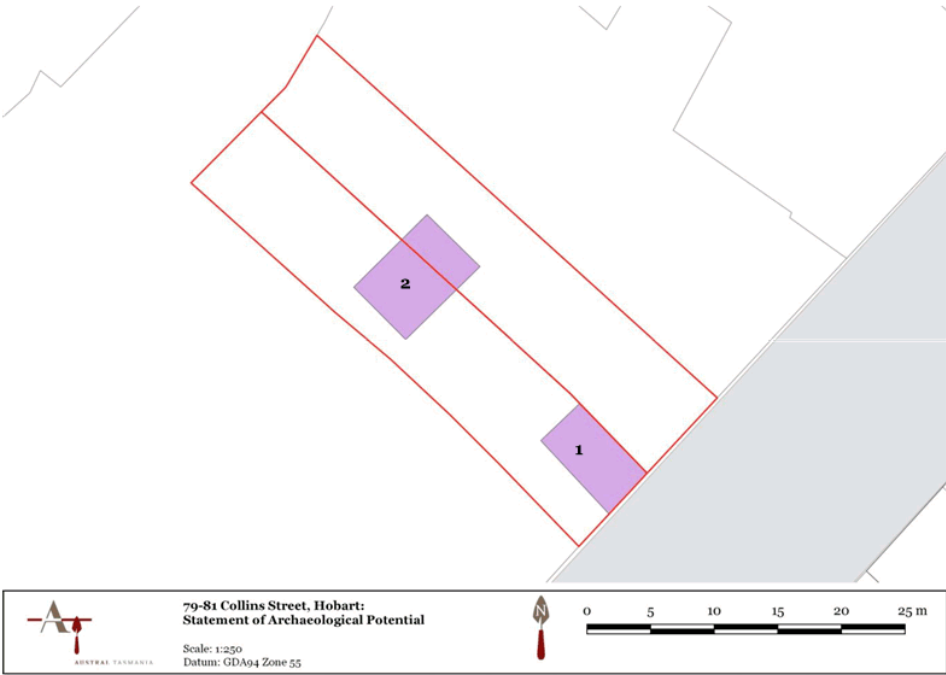 2
1
A
AUSTRAL TASMANIA
79-81 Collins Street, Hobart:
Statement of Archaeological Potential
Scale: 1:250
Datum: GDA94 Zone 55
N
0 5 10 15 20 25 m